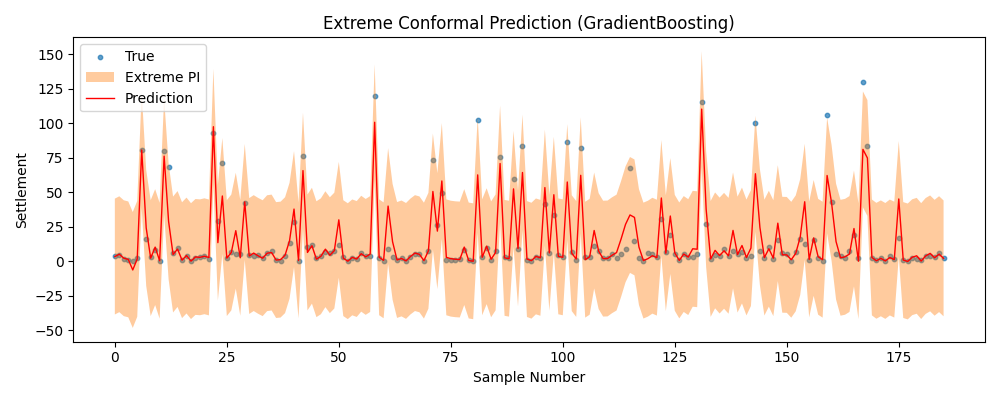 Extreme Conformal Prediction (GradientBoosting)
True
Extreme PI
Prediction
Settlement
150
125
100
75
50
25
0
−25
−50
0 25 50 75 100 125 150 175
Sample Number